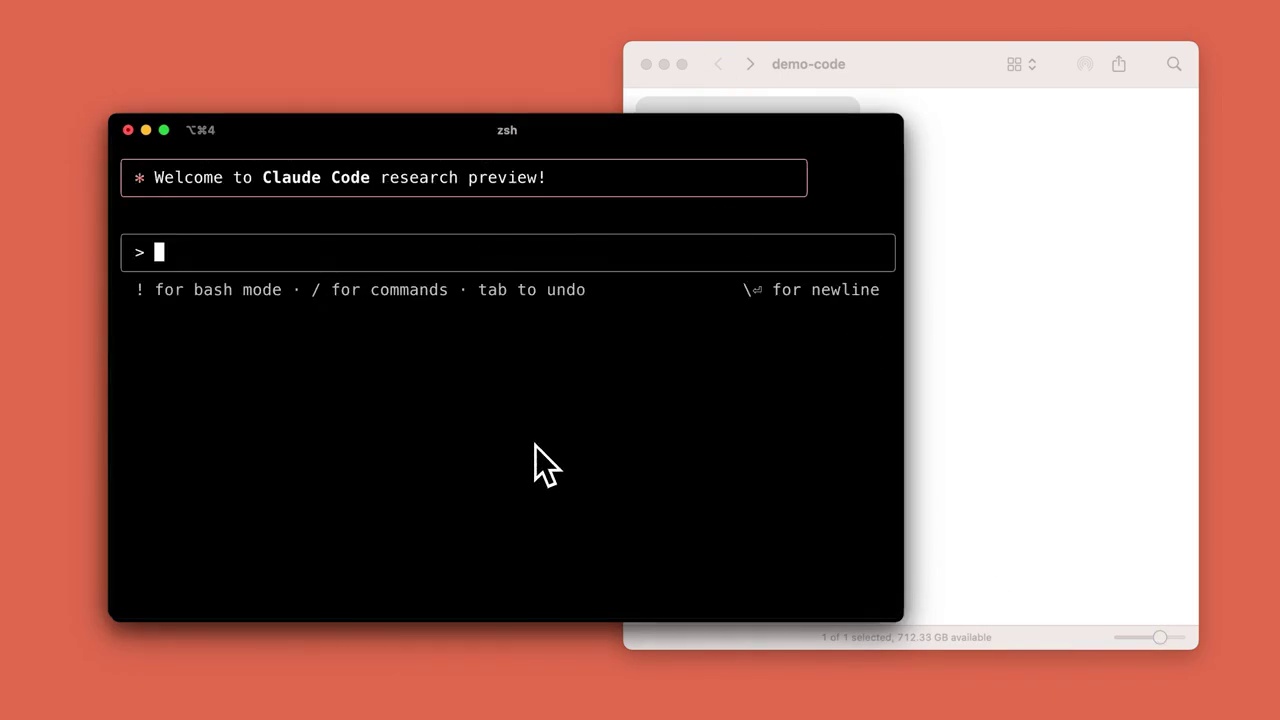 demo-code
⌥⌘4
zsh
* Welcome to Claude Code research preview!
>
! for bash mode · / for commands · tab to undo
\⏎ for newline
1 of 1 selected, 712.33 GB available